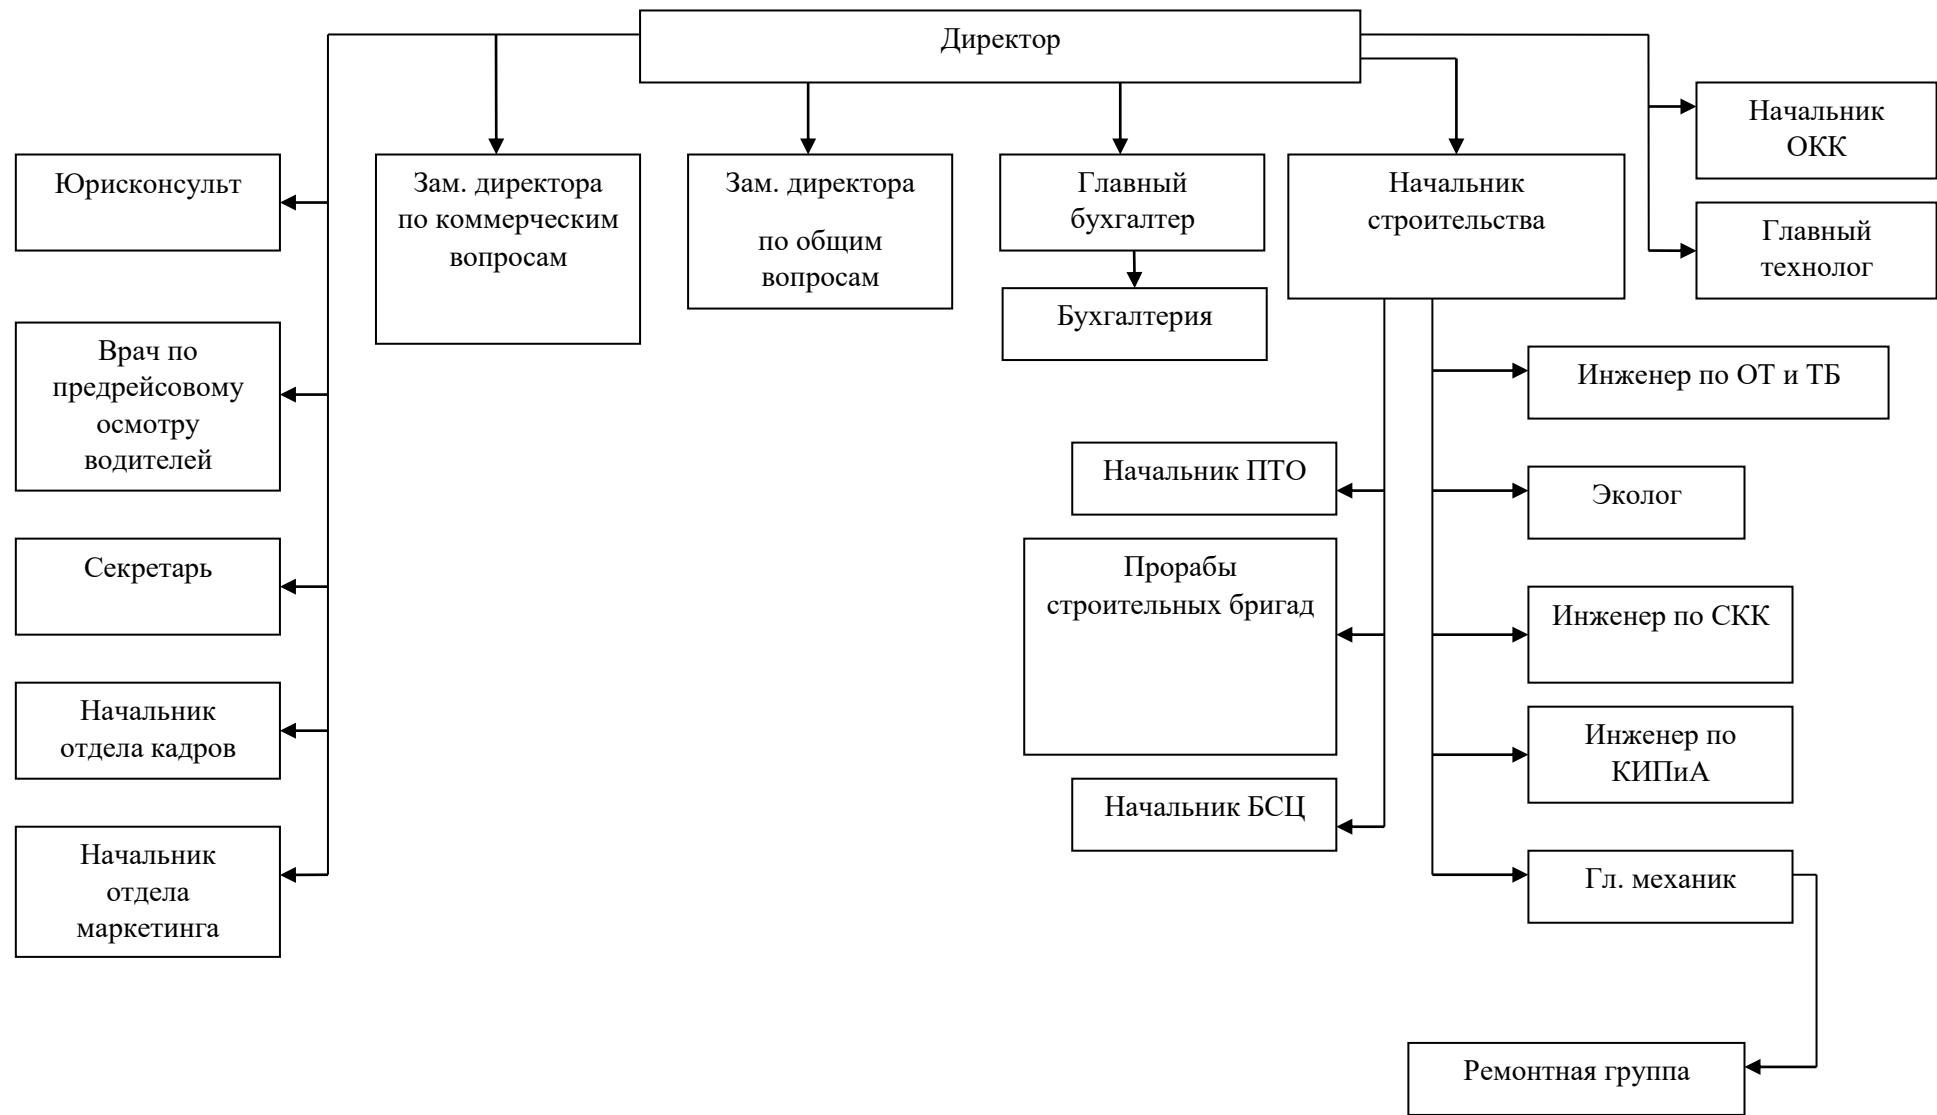 Директор
Начальник
ОКК
Юрисконсульт
Зам. директора
по коммерческим
вопросам
Зам. директора
по общим
вопросам
Главный
бухгалтер
Начальник
строительства
Главный
технолог
Бухгалтерия
Врач по
предрейсовому
осмотру
водителей
Инженер по ОТ и ТБ
Начальник ПТО
Эколог
Секретарь
Прорабы
строительных бригад
Инженер по СКК
Начальник
отдела кадров
Инженер по
КИПиА
Начальник БСЦ
Начальник
отдела
маркетинга
Гл. механик
Ремонтная группа